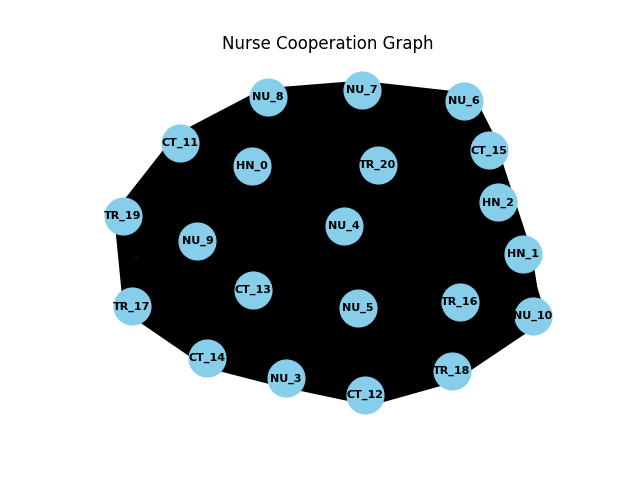 Nurse Cooperation Graph
NU_7
NU_8
NU_6
CT_11
CT_15
HN_0
TR_20
HN_2
TR_19
NU_4
NU_9
HN_1
CT_13
TR_16
TR_17
NU_5
NU_10
CT_14
TR_18
NU_3
CT_12